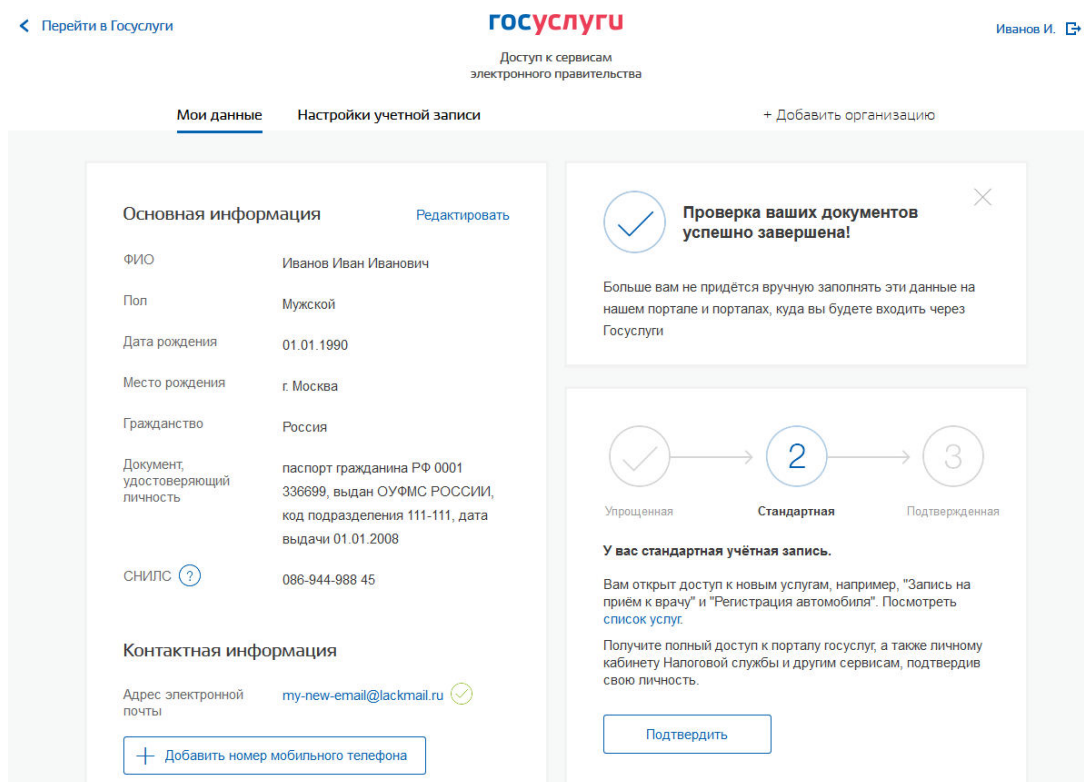 Перейти в Госуслуги
госуслуги
Иванов И.
Доступ к сервисам
электронного правительства
Мои данные
Настройки учетной записи
+ Добавить организацию
Основная информация
Редактировать
ФИО
Иванов Иван Иванович
Пол
Мужской
Дата рождения
01.01.1990
Место рождения
г. Москва
Гражданство
Россия
Документ,
удостоверяющий
личность
паспорт гражданина РФ 0001
336699, выдан ОУФМС РОССИИ,
код подразделения 111-111, дата
выдачи 01.01.2008
СНИЛС ?
086-944-988 45
Контактная информация
Адрес электронной
почты
my-new-email@lackmail.ru
+ Добавить номер мобильного телефона
Проверка ваших документов
успешно завершена!
Больше вам не придётся вручную заполнять эти данные на
нашем портале и порталах, куда вы будете входить через
Госуслуги
2
3
Упрощенная
Стандартная
Подтвержденная
У вас стандартная учётная запись.
Вам открыт доступ к новым услугам, например, "Запись на
приём к врачу" и "Регистрация автомобиля". Посмотреть
список услуг.
Получите полный доступ к порталу госуслуг, а также личному
кабинету Налоговой службы и другим сервисам, подтвердив
свою личность.
Подтвердить